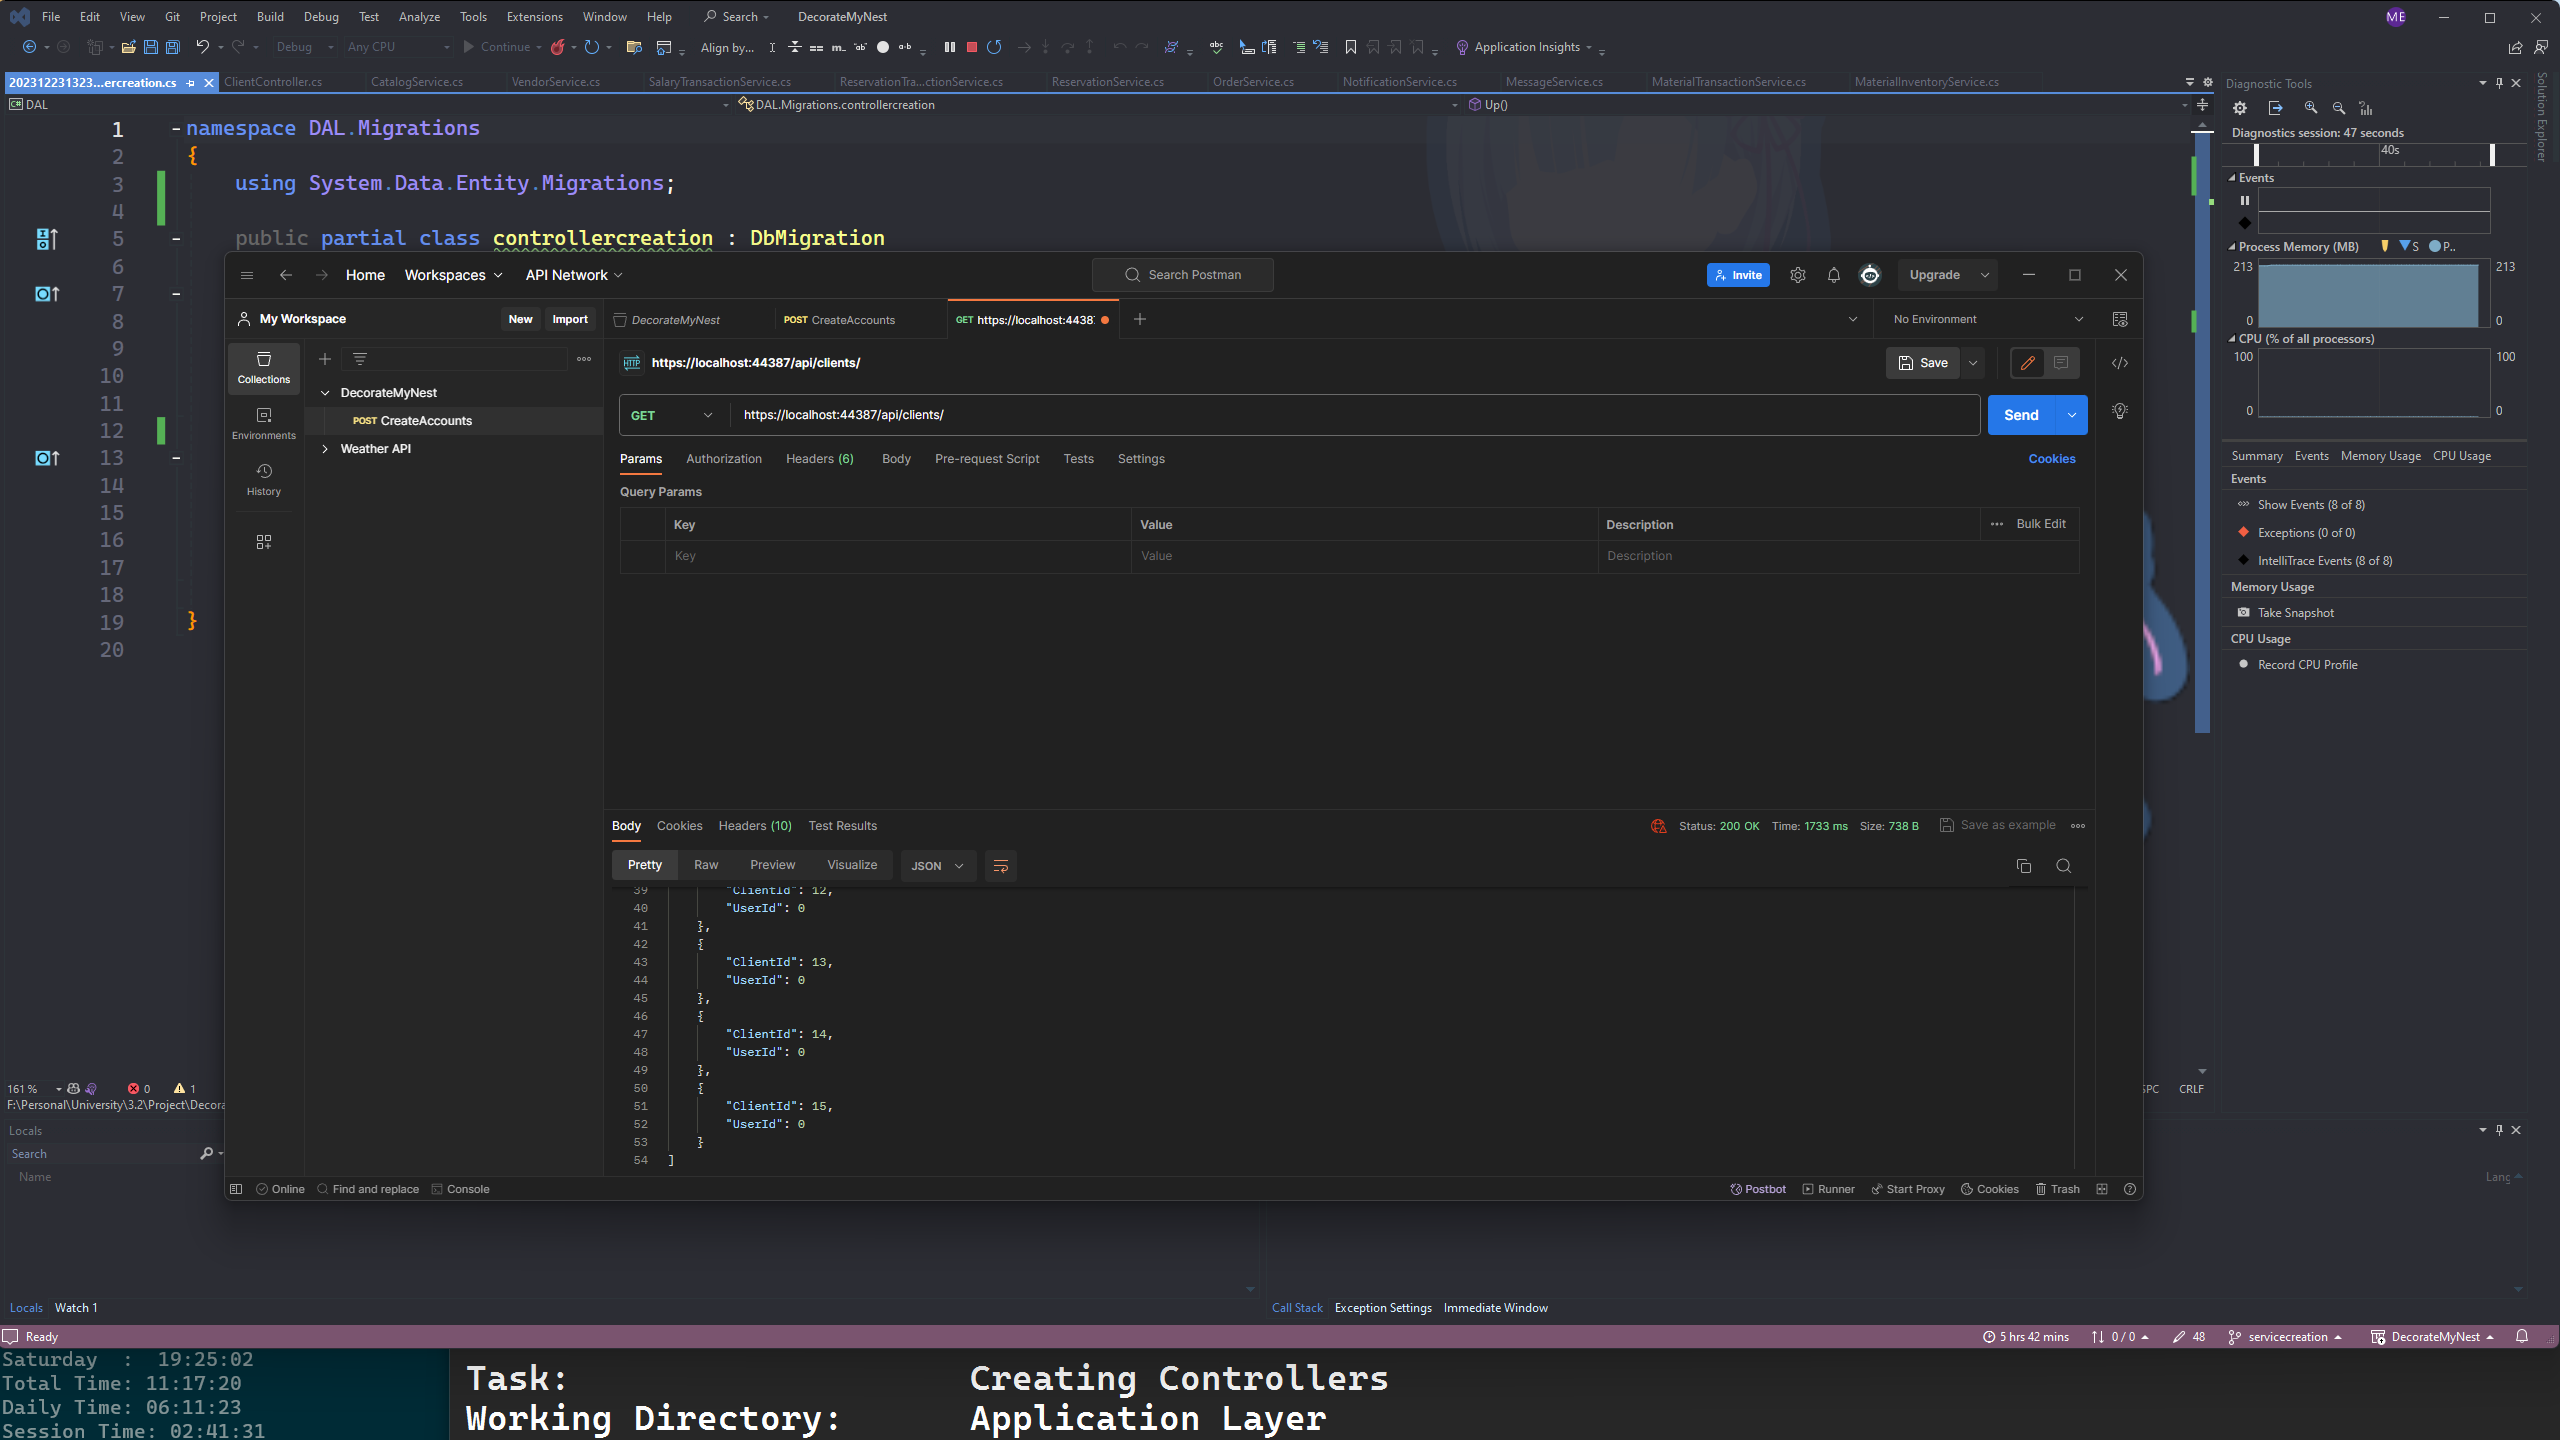 File Edit View Git Project Build Debug Test Analyze Tools Extensions Window Help Search DecorateMyNest ME
Debug Any CPU Continue Align by... Application Insights
202312231323...ercreation.cs ClientController.cs CatalogService.cs VendorService.cs SalaryTransactionService.cs ReservationTra...ctionService.cs ReservationService.cs OrderService.cs NotificationService.cs MessageService.cs MaterialTransactionService.cs MaterialInventoryService.cs
DAL DAL.Migrations.controllercreation Up()
1 namespace DAL.Migrations
2 {
3 using System.Data.Entity.Migrations;
4
5 public partial class controllercreation : DbMigration
6
7
8
9
10
11
12
13
14
15
16
17
18
19 }
20
Home Workspaces API Network Search Postman Invite Upgrade
My Workspace New Import
DecorateMyNest POST CreateAccounts GET https://localhost:4438 No Environment
Collections
Environments
History
DecorateMyNest
POST CreateAccounts
Weather API
HTTP https://localhost:44387/api/clients/ Save
GET https://localhost:44387/api/clients/ Send
Params Authorization Headers (6) Body Pre-request Script Tests Settings Cookies
Query Params
Key Value Description Bulk Edit
Key Value Description
Body Cookies Headers (10) Test Results Status: 200 OK Time: 1733 ms Size: 738 B Save as example
Pretty Raw Preview Visualize JSON
39 "ClientId": 12,
40 "UserId": 0
41 },
42 {
43 "ClientId": 13,
44 "UserId": 0
45 },
46 {
47 "ClientId": 14,
48 "UserId": 0
49 },
50 {
51 "ClientId": 15,
52 "UserId": 0
53 }
54 ]
Online Find and replace Console Postbot Runner Start Proxy Cookies Trash
Diagnostic Tools
Diagnostics session: 47 seconds
40s
Events
Process Memory (MB) S P..
213 213
0 0
CPU (% of all processors)
100 100
0 0
Summary Events Memory Usage CPU Usage
Events
Show Events (8 of 8)
Exceptions (0 of 0)
IntelliTrace Events (8 of 8)
Memory Usage
Take Snapshot
CPU Usage
Record CPU Profile
Solution Explorer
161 % 0 1 SPC CRLF
F:\Personal\University\3.2\Project\Decora
Locals
Search
Name Lang
Locals Watch 1 Call Stack Exception Settings Immediate Window
Ready 5 hrs 42 mins 0 / 0 48 servicecreation DecorateMyNest
Saturday : 19:25:02
Total Time: 11:17:20
Daily Time: 06:11:23
Session Time: 02:41:31
Task: Creating Controllers
Working Directory: Application Layer